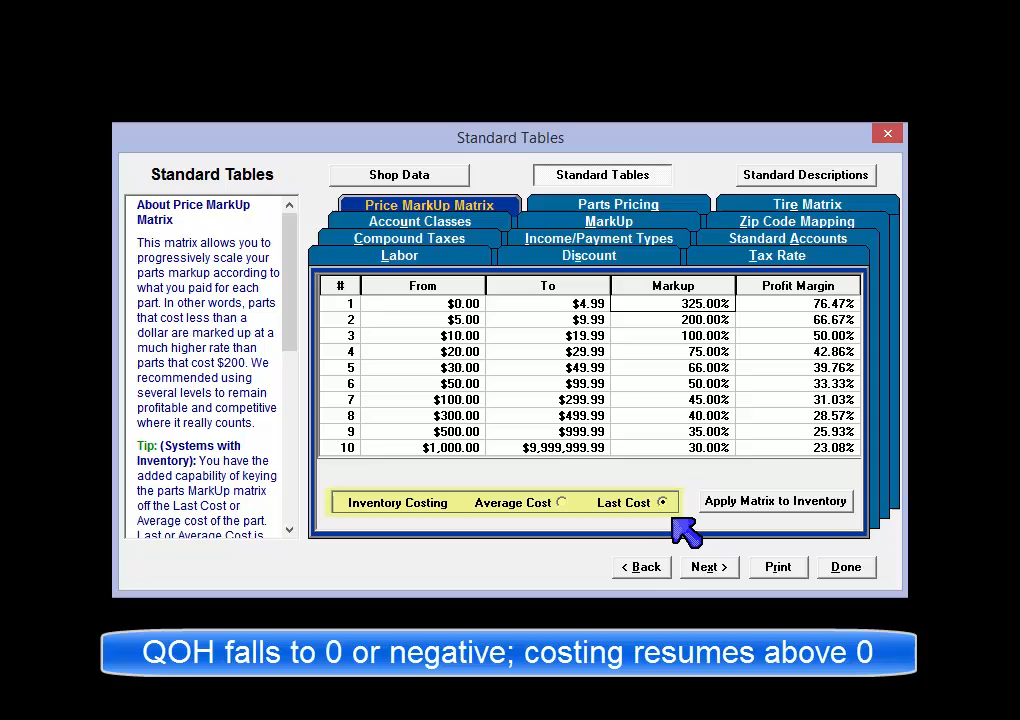 Standard Tables
Standard Tables
Shop Data
Standard Tables
Standard Descriptions
About Price MarkUp
Matrix
This matrix allows you to
progressively scale your
parts markup according to
what you paid for each
part. In other words, parts
that cost less than a
dollar are marked up at a
much higher rate than
parts that cost $200. We
recommended using
several levels to remain
profitable and competitive
where it really counts.
Tip: (Systems with
Inventory): You have the
added capability of keying
the parts MarkUp matrix
off the Last Cost or
Average cost of the part.
Last or Average Cost is
Price MarkUp Matrix Parts Pricing Tire Matrix
Account Classes MarkUp Zip Code Mapping
Compound Taxes Income/Payment Types Standard Accounts
Labor Discount Tax Rate
# From To Markup Profit Margin
1 $0.00 $4.99 325.00% 76.47%
2 $5.00 $9.99 200.00% 66.67%
3 $10.00 $19.99 100.00% 50.00%
4 $20.00 $29.99 75.00% 42.86%
5 $30.00 $49.99 66.00% 39.76%
6 $50.00 $99.99 50.00% 33.33%
7 $100.00 $299.99 45.00% 31.03%
8 $300.00 $499.99 40.00% 28.57%
9 $500.00 $999.99 35.00% 25.93%
10 $1,000.00 $9,999,999.99 30.00% 23.08%
Inventory Costing Average Cost Last Cost
Apply Matrix to Inventory
< Back Next > Print Done
QOH falls to 0 or negative; costing resumes above 0